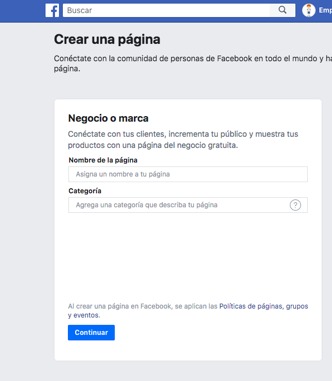 Buscar
Emp
Crear una página
Conéctate con la comunidad de personas de Facebook en todo el mundo y ha
página.
Negocio o marca
Conéctate con tus clientes, incrementa tu público y muestra tus
productos con una página del negocio gratuita.
Nombre de la página
Asigna un nombre a tu página
Categoría
Agrega una categoría que describa tu página
?
Al crear una página en Facebook, se aplican las Políticas de páginas, grupos
y eventos.
Continuar